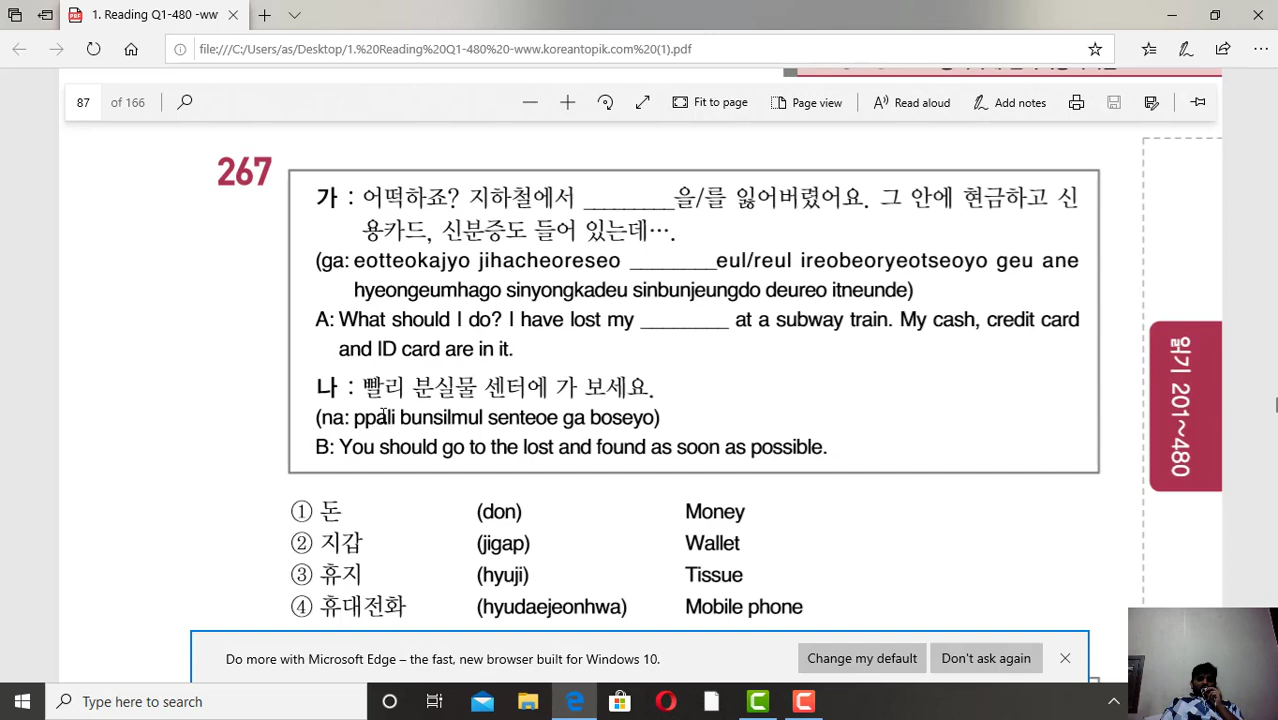 1. Reading Q1-480 -ww
file:///C:/Users/as/Desktop/1.%20Reading%20Q1-480%20-www.koreantopik.com%20(1).pdf
87 of 166
Fit to page
Page view
Read aloud
Add notes
267
가 : 어떡하죠? 지하철에서 ________을/를 잃어버렸어요. 그 안에 현금하고 신
용카드, 신분증도 들어 있는데….
(ga: eotteokajyo jihacheoreseo ________eul/reul ireobeoryeotseoyo geu ane
hyeongeumhago sinyongkadeu sinbunjeungdo deureo itneunde)
A: What should I do? I have lost my ________ at a subway train. My cash, credit card
and ID card are in it.
나 : 빨리 분실물 센터에 가 보세요.
(na: ppali bunsilmul senteoe ga boseyo)
B: You should go to the lost and found as soon as possible.
① 돈 (don) Money
② 지갑 (jigap) Wallet
③ 휴지 (hyuji) Tissue
④ 휴대전화 (hyudaejeonhwa) Mobile phone
읽기 201~480
Do more with Microsoft Edge – the fast, new browser built for Windows 10.
Change my default
Don't ask again
Type here to search